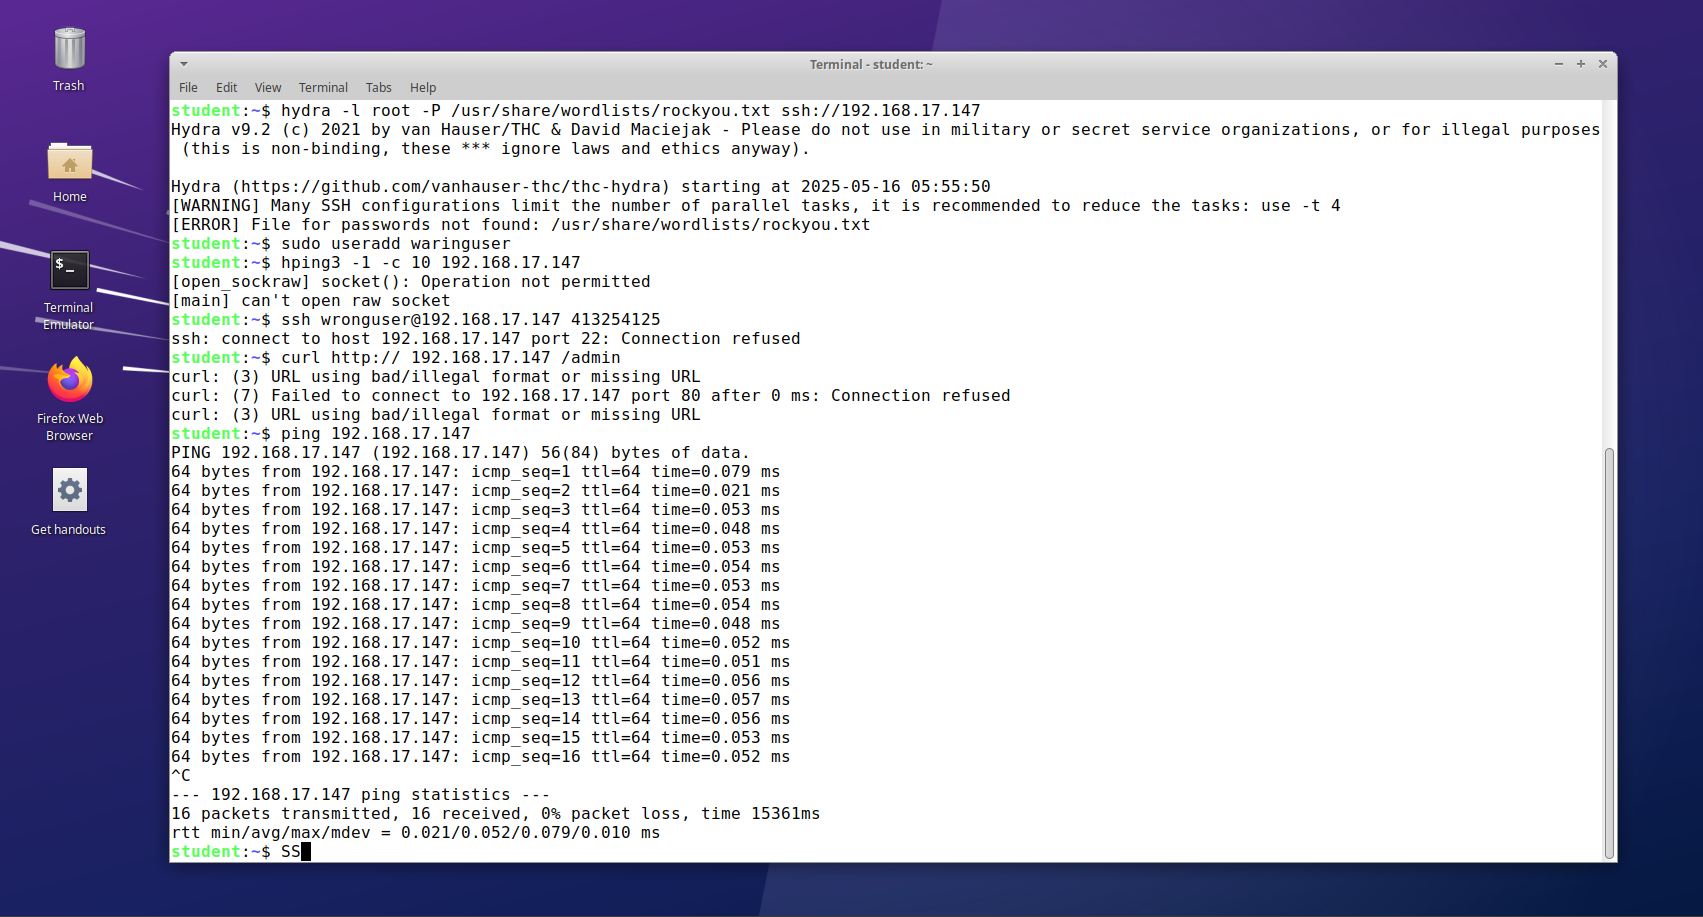 Trash
Home
Terminal
Emulator
Firefox Web
Browser
Get handouts
Terminal - student: ~
File Edit View Terminal Tabs Help
student:~$ hydra -l root -P /usr/share/wordlists/rockyou.txt ssh://192.168.17.147
Hydra v9.2 (c) 2021 by van Hauser/THC & David Maciejak - Please do not use in military or secret service organizations, or for illegal purposes
(this is non-binding, these *** ignore laws and ethics anyway).
Hydra (https://github.com/vanhauser-thc/thc-hydra) starting at 2025-05-16 05:55:50
[WARNING] Many SSH configurations limit the number of parallel tasks, it is recommended to reduce the tasks: use -t 4
[ERROR] File for passwords not found: /usr/share/wordlists/rockyou.txt
student:~$ sudo useradd waringuser
student:~$ hping3 -1 -c 10 192.168.17.147
[open_sockraw] socket(): Operation not permitted
[main] can't open raw socket
student:~$ ssh wronguser@192.168.17.147 413254125
ssh: connect to host 192.168.17.147 port 22: Connection refused
student:~$ curl http:// 192.168.17.147 /admin
curl: (3) URL using bad/illegal format or missing URL
curl: (7) Failed to connect to 192.168.17.147 port 80 after 0 ms: Connection refused
curl: (3) URL using bad/illegal format or missing URL
student:~$ ping 192.168.17.147
PING 192.168.17.147 (192.168.17.147) 56(84) bytes of data.
64 bytes from 192.168.17.147: icmp_seq=1 ttl=64 time=0.079 ms
64 bytes from 192.168.17.147: icmp_seq=2 ttl=64 time=0.021 ms
64 bytes from 192.168.17.147: icmp_seq=3 ttl=64 time=0.053 ms
64 bytes from 192.168.17.147: icmp_seq=4 ttl=64 time=0.048 ms
64 bytes from 192.168.17.147: icmp_seq=5 ttl=64 time=0.053 ms
64 bytes from 192.168.17.147: icmp_seq=6 ttl=64 time=0.054 ms
64 bytes from 192.168.17.147: icmp_seq=7 ttl=64 time=0.053 ms
64 bytes from 192.168.17.147: icmp_seq=8 ttl=64 time=0.054 ms
64 bytes from 192.168.17.147: icmp_seq=9 ttl=64 time=0.048 ms
64 bytes from 192.168.17.147: icmp_seq=10 ttl=64 time=0.052 ms
64 bytes from 192.168.17.147: icmp_seq=11 ttl=64 time=0.051 ms
64 bytes from 192.168.17.147: icmp_seq=12 ttl=64 time=0.056 ms
64 bytes from 192.168.17.147: icmp_seq=13 ttl=64 time=0.057 ms
64 bytes from 192.168.17.147: icmp_seq=14 ttl=64 time=0.056 ms
64 bytes from 192.168.17.147: icmp_seq=15 ttl=64 time=0.053 ms
64 bytes from 192.168.17.147: icmp_seq=16 ttl=64 time=0.052 ms
^C
--- 192.168.17.147 ping statistics ---
16 packets transmitted, 16 received, 0% packet loss, time 15361ms
rtt min/avg/max/mdev = 0.021/0.052/0.079/0.010 ms
student:~$ SS